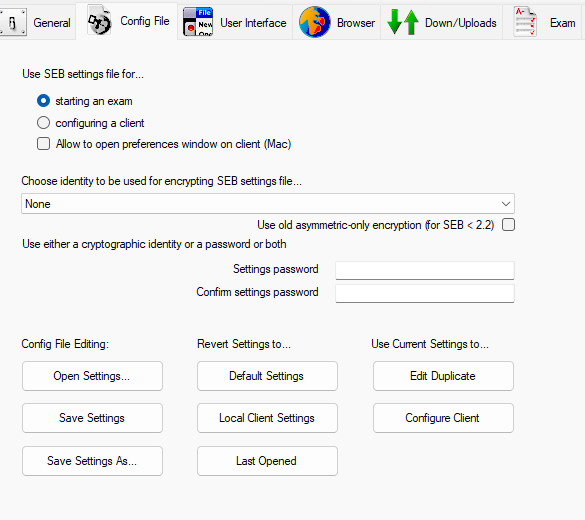 General Config File User Interface Browser Down/Uploads Exam
File
New
Ope
A-
Use SEB settings file for...
starting an exam
configuring a client
Allow to open preferences window on client (Mac)
Choose identity to be used for encrypting SEB settings file...
None
Use old asymmetric-only encryption (for SEB < 2.2)
Use either a cryptographic identity or a password or both
Settings password
Confirm settings password
Config File Editing: Revert Settings to... Use Current Settings to...
Open Settings... Default Settings Edit Duplicate
Save Settings Local Client Settings Configure Client
Save Settings As... Last Opened